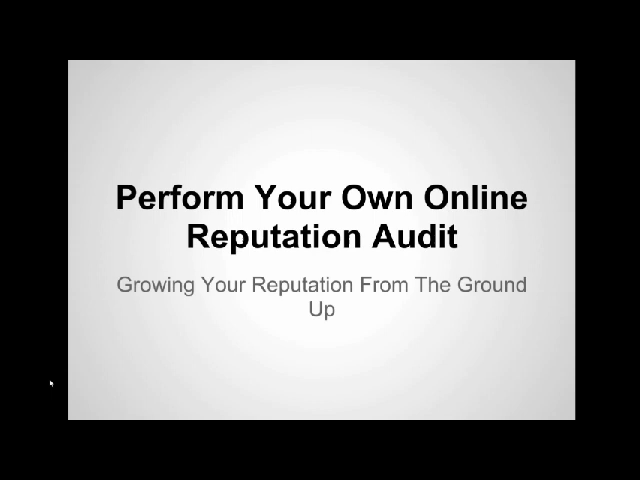 Perform Your Own Online
Reputation Audit
Growing Your Reputation From The Ground
Up